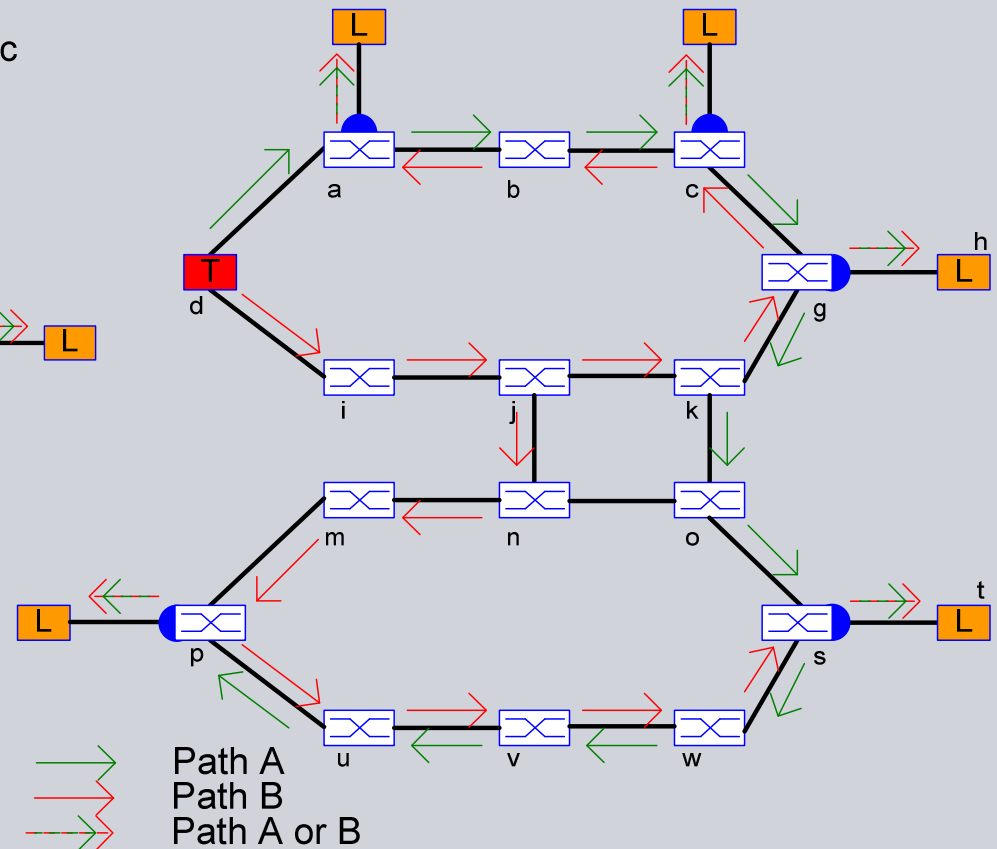 L L
c
a b c
h
T L
d g
L
i j k
m n o
t
L L
p s
u v w
Path A
Path B
Path A or B